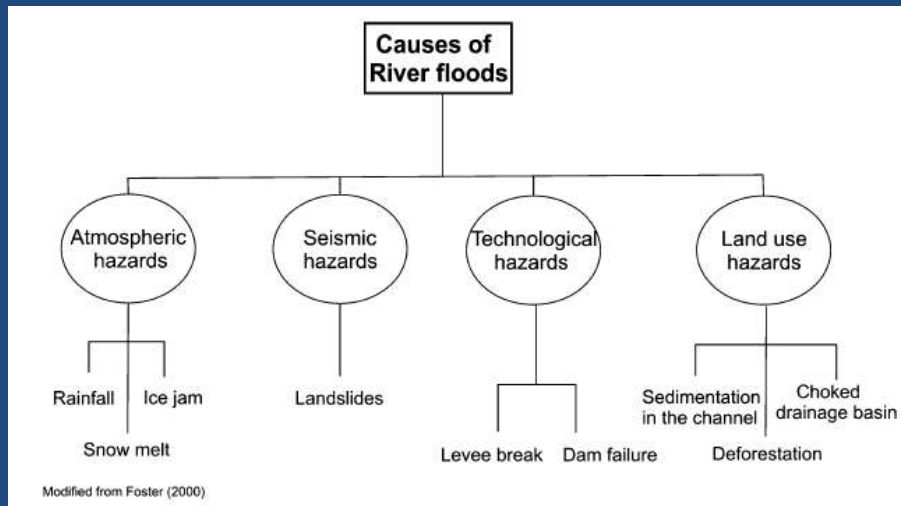 Causes of
River floods
Atmospheric
hazards
Seismic
hazards
Technological
hazards
Land use
hazards
Rainfall
Ice jam
Snow melt
Landslides
Levee break
Dam failure
Sedimentation
in the channel
Choked
drainage basin
Deforestation
Modified from Foster (2000)